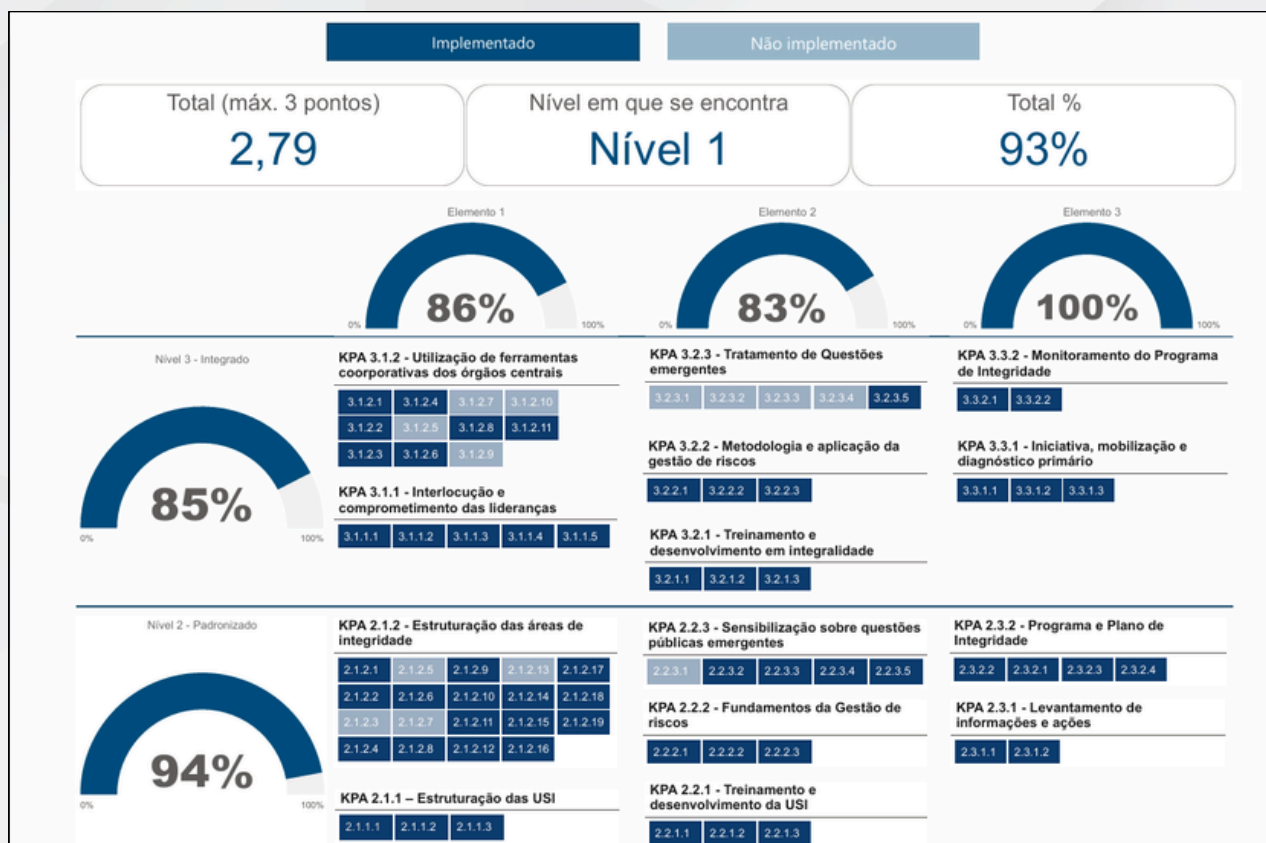 Implementado
Não implementado
Total (máx. 3 pontos)
2,79
Nível em que se encontra
Nível 1
Total %
93%
Elemento 1
86%
0%
100%
Elemento 2
83%
0%
100%
Elemento 3
100%
0%
100%
Nível 3 - Integrado
85%
0%
100%
KPA 3.1.2 - Utilização de ferramentas
coorporativas dos órgãos centrais
3.1.2.1 3.1.2.4 3.1.2.7 3.1.2.10
3.1.2.2 3.1.2.5 3.1.2.8 3.1.2.11
3.1.2.3 3.1.2.6 3.1.2.9
KPA 3.1.1 - Interlocução e
comprometimento das lideranças
3.1.1.1 3.1.1.2 3.1.1.3 3.1.1.4 3.1.1.5
KPA 3.2.3 - Tratamento de Questões
emergentes
3.2.3.1 3.2.3.2 3.2.3.3 3.2.3.4 3.2.3.5
KPA 3.2.2 - Metodologia e aplicação da
gestão de riscos
3.2.2.1 3.2.2.2 3.2.2.3
KPA 3.2.1 - Treinamento e
desenvolvimento em integralidade
3.2.1.1 3.2.1.2 3.2.1.3
KPA 3.3.2 - Monitoramento do Programa
de Integridade
3.3.2.1 3.3.2.2
KPA 3.3.1 - Iniciativa, mobilização e
diagnóstico primário
3.3.1.1 3.3.1.2 3.3.1.3
Nível 2 - Padronizado
94%
0%
100%
KPA 2.1.2 - Estruturação das áreas de
integridade
2.1.2.1 2.1.2.5 2.1.2.9 2.1.2.13 2.1.2.17
2.1.2.2 2.1.2.6 2.1.2.10 2.1.2.14 2.1.2.18
2.1.2.3 2.1.2.7 2.1.2.11 2.1.2.15 2.1.2.19
2.1.2.4 2.1.2.8 2.1.2.12 2.1.2.16
KPA 2.1.1 – Estruturação das USI
2.1.1.1 2.1.1.2 2.1.1.3
KPA 2.2.3 - Sensibilização sobre questões
públicas emergentes
2.2.3.1 2.2.3.2 2.2.3.3 2.2.3.4 2.2.3.5
KPA 2.2.2 - Fundamentos da Gestão de
riscos
2.2.2.1 2.2.2.2 2.2.2.3
KPA 2.2.1 - Treinamento e
desenvolvimento da USI
2.2.1.1 2.2.1.2 2.2.1.3
KPA 2.3.2 - Programa e Plano de
Integridade
2.3.2.2 2.3.2.1 2.3.2.3 2.3.2.4
KPA 2.3.1 - Levantamento de
informações e ações
2.3.1.1 2.3.1.2